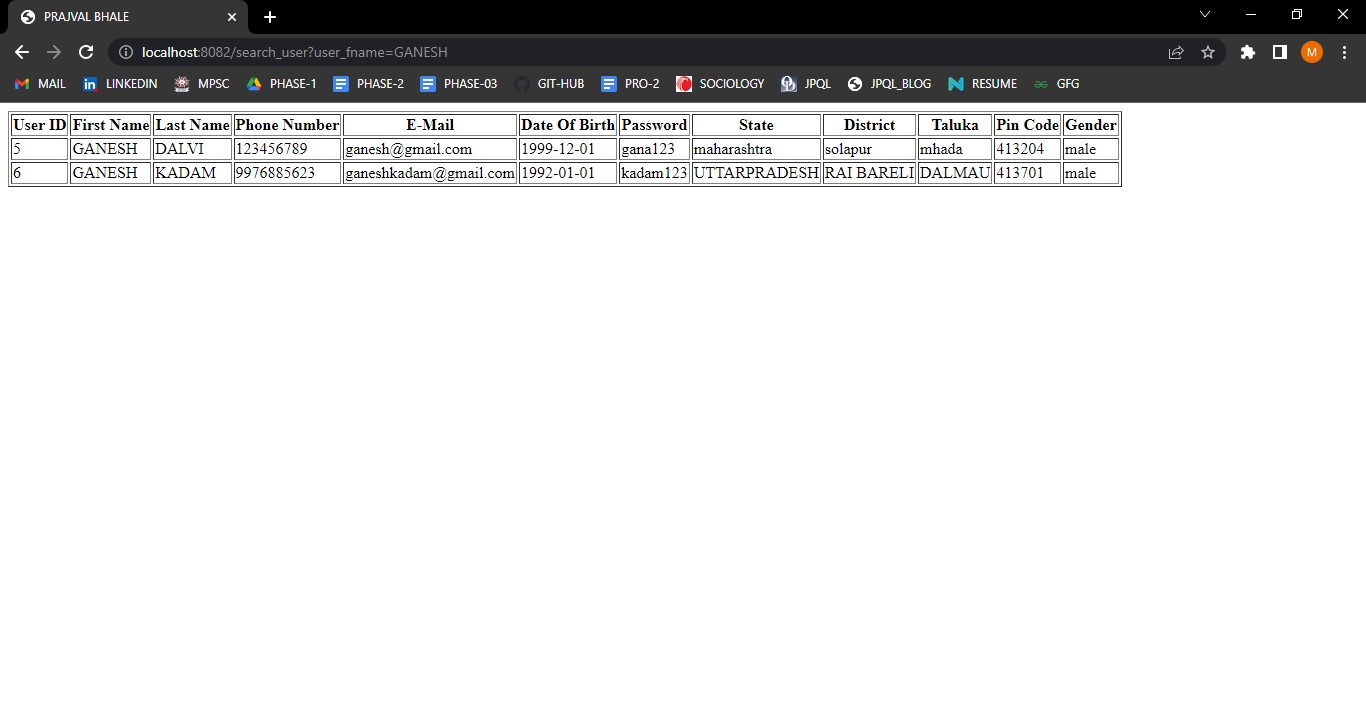 PRAJVAL BHALE
localhost:8082/search_user?user_fname=GANESH
M
MAIL LINKEDIN MPSC PHASE-1 PHASE-2 PHASE-03 GIT-HUB PRO-2 SOCIOLOGY JPQL JPQL_BLOG RESUME GFG
User ID First Name Last Name Phone Number E-Mail Date Of Birth Password State District Taluka Pin Code Gender
5 GANESH DALVI 123456789 ganesh@gmail.com 1999-12-01 gana123 maharashtra solapur mhada 413204 male
6 GANESH KADAM 9976885623 ganeshkadam@gmail.com 1992-01-01 kadam123 UTTARPRADESH RAI BARELI DALMAU 413701 male